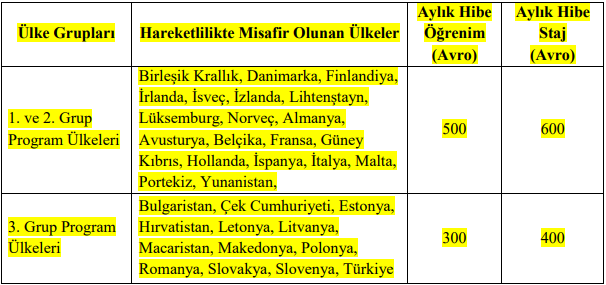 Ülke Grupları
Hareketlilikte Misafir Olunan Ülkeler
Aylık Hibe
Öğrenim
(Avro)
Aylık Hibe
Staj
(Avro)
1. ve 2. Grup
Program Ülkeleri
Birleşik Krallık, Danimarka, Finlandiya,
İrlanda, İsveç, İzlanda, Lihtenştayn,
Lüksemburg, Norveç, Almanya,
Avusturya, Belçika, Fransa, Güney
Kıbrıs, Hollanda, İspanya, İtalya, Malta,
Portekiz, Yunanistan,
500
600
3. Grup Program
Ülkeleri
Bulgaristan, Çek Cumhuriyeti, Estonya,
Hırvatistan, Letonya, Litvanya,
Macaristan, Makedonya, Polonya,
Romanya, Slovakya, Slovenya, Türkiye
300
400